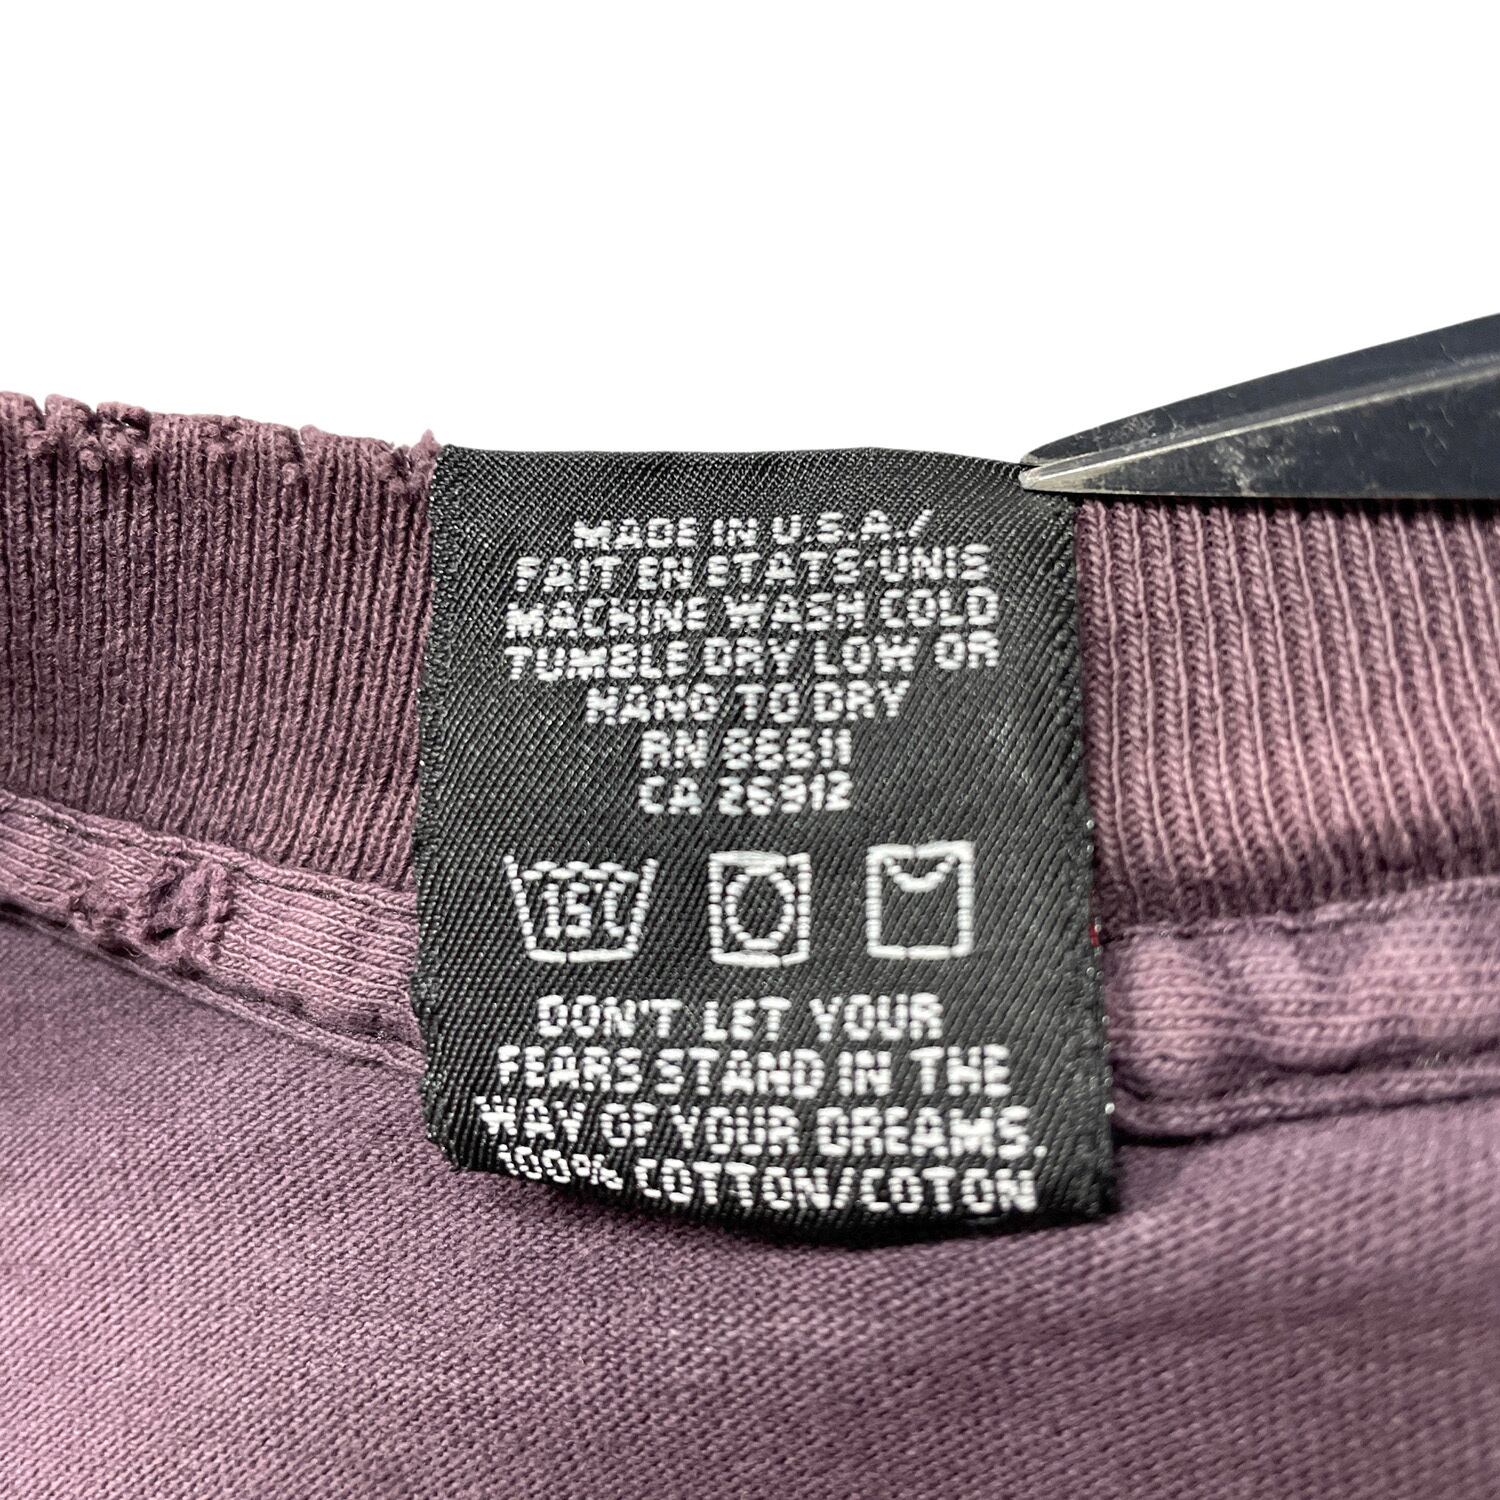 MADE IN U.S.A./
FAIT EN ETATS-UNIS
MACHINE WASH COLD
TUMBLE DRY LOW OR
HANG TO DRY
RN
CA 26912
DON'T LET YOUR
FEARS STAND IN THE
WAY OF YOUR DREAMS.
100% COTTON/COTON